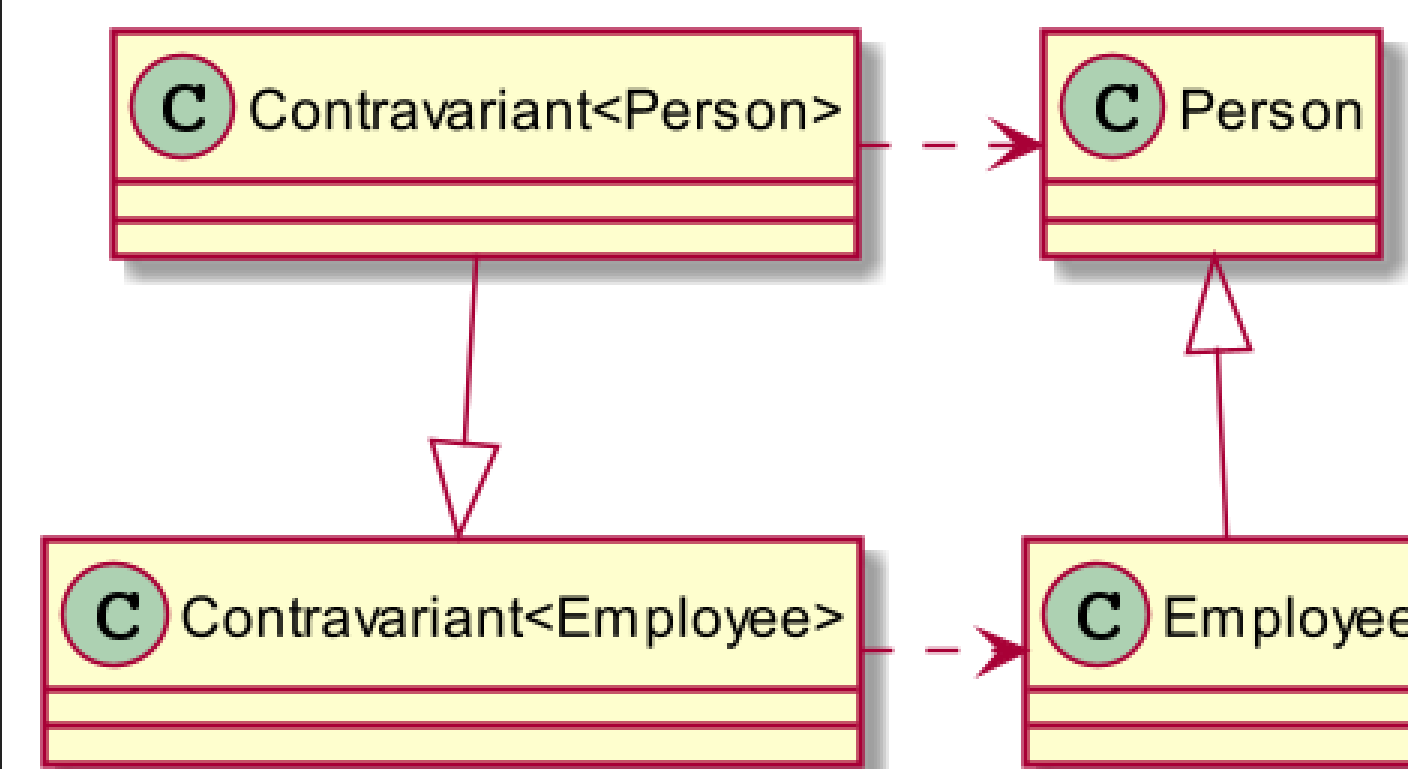 C Contravariant<Person>
C Person
C Contravariant<Employee>
C Employee